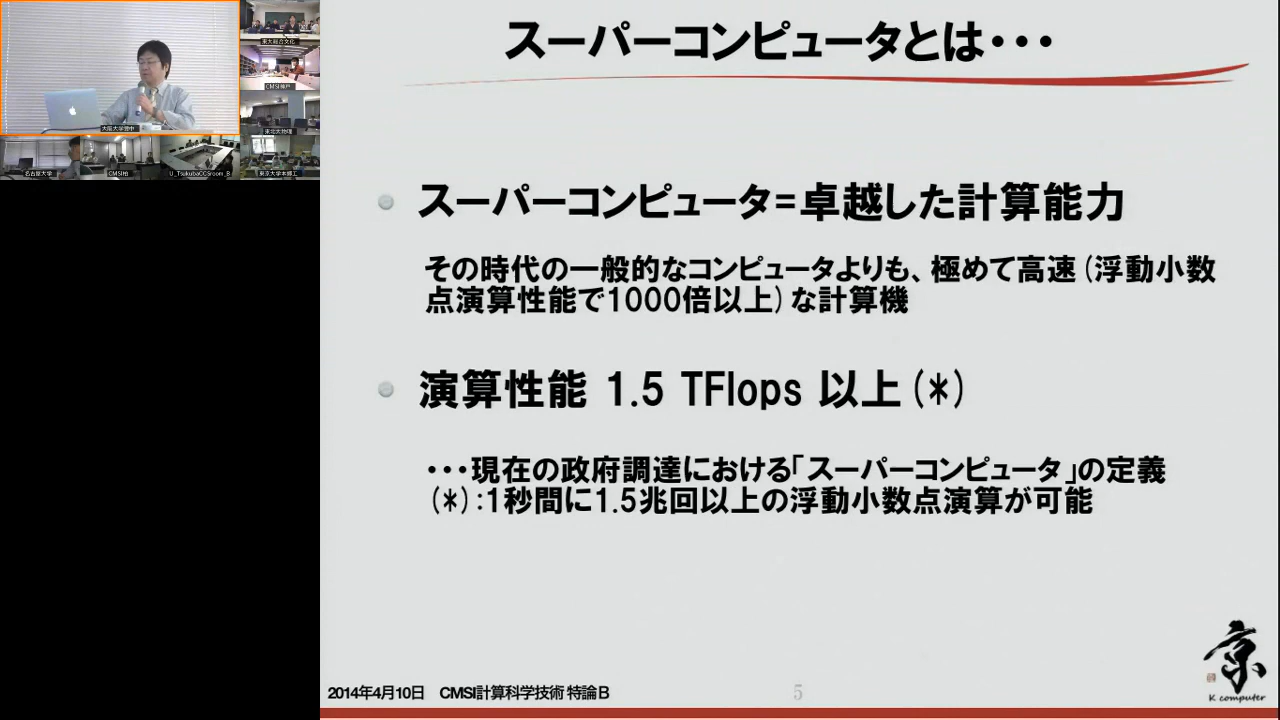 スーパーコンピュータとは・・・
東大総合文化
CMSI神戸
大阪大学豊中
東北大物理
名古屋大学
CMSI柏
U_TsukubaCCSroom_B
東京大学本郷工
スーパーコンピュータ=卓越した計算能力
その時代の一般的なコンピュータよりも、極めて高速(浮動小数
点演算性能で1000倍以上)な計算機
演算性能 1.5 TFlops 以上(*)
・・・現在の政府調達における「スーパーコンピュータ」の定義
(*):1秒間に1.5兆回以上の浮動小数点演算が可能
京
K computer
2014年4月10日 CMSI計算科学技術 特論B
5